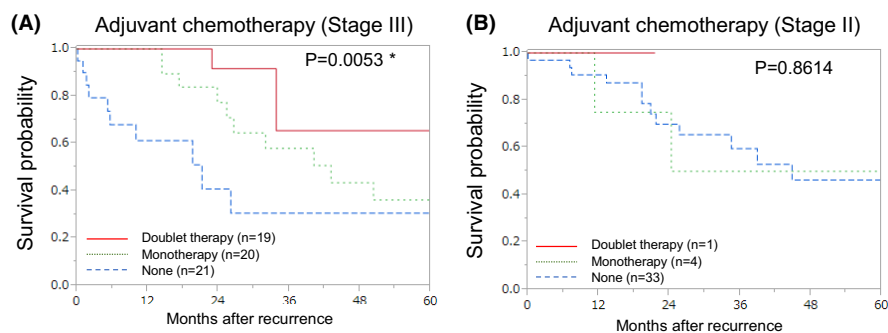 (A) Adjuvant chemotherapy (Stage III)
P=0.0053 *
Survival probability
1.0
0.8
0.6
0.4
0.2
0.0
Doublet therapy (n=19)
Monotherapy (n=20)
None (n=21)
0 12 24 36 48 60
Months after recurrence
(B) Adjuvant chemotherapy (Stage II)
P=0.8614
Survival probability
1.0
0.8
0.6
0.4
0.2
0.0
Doublet therapy (n=1)
Monotherapy (n=4)
None (n=33)
0 12 24 36 48 60
Months after recurrence